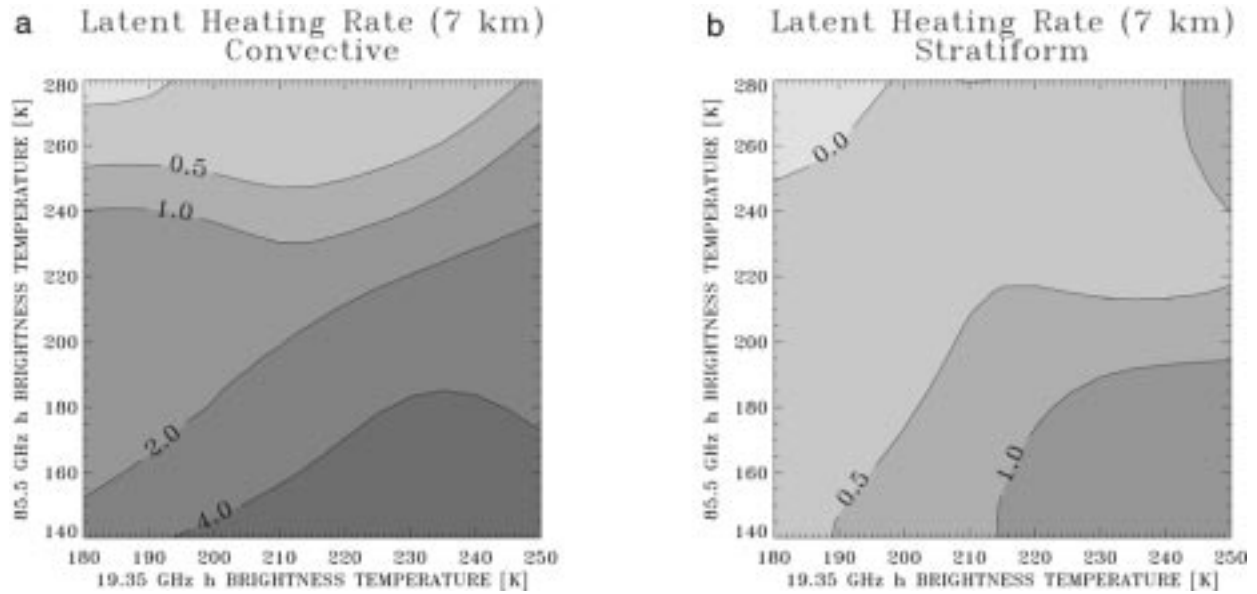 a Latent Heating Rate (7 km)
Convective
85.5 GHz h BRIGHTNESS TEMPERATURE [K]
280
260
240
220
200
180
160
140
0.5
1.0
2.0
4.0
180 190 200 210 220 230 240 250
19.35 GHz h BRIGHTNESS TEMPERATURE [K]
b Latent Heating Rate (7 km)
Stratiform
85.5 GHz h BRIGHTNESS TEMPERATURE [K]
280
260
240
220
200
180
160
140
0.0
0.5
1.0
180 190 200 210 220 230 240 250
19.35 GHz h BRIGHTNESS TEMPERATURE [K]